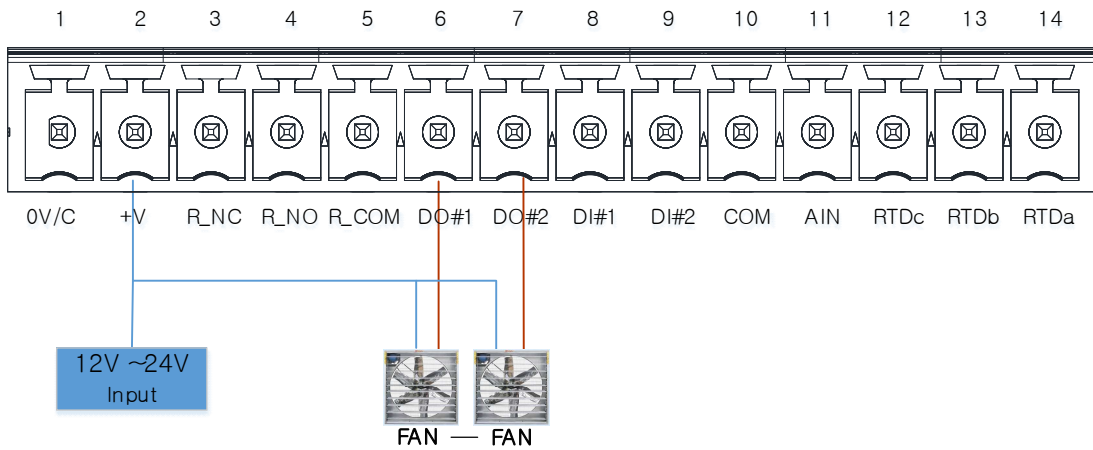 1 2 3 4 5 6 7 8 9 10 11 12 13 14
0V/C +V R_NC R_NO R_COM DO#1 DO#2 DI#1 DI#2 COM AIN RTDc RTDb RTDa
12V ~24V
Input
FAN — FAN